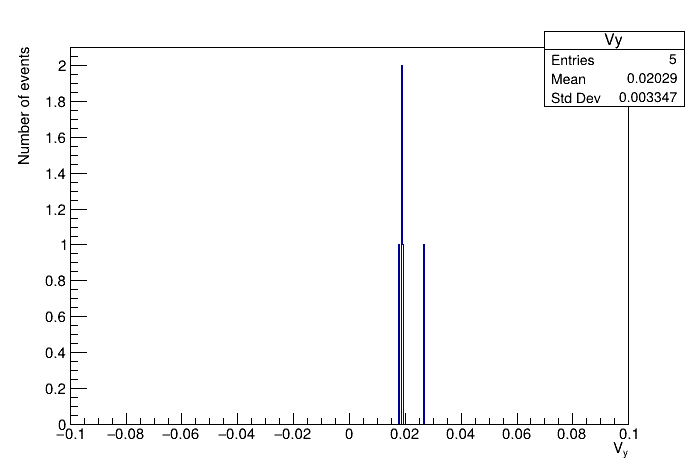 Vy
Entries 5
Mean 0.02029
Std Dev 0.003347
Number of events
2
1.8
1.6
1.4
1.2
1
0.8
0.6
0.4
0.2
0
−0.1 −0.08 −0.06 −0.04 −0.02 0 0.02 0.04 0.06 0.08 0.1
Vy